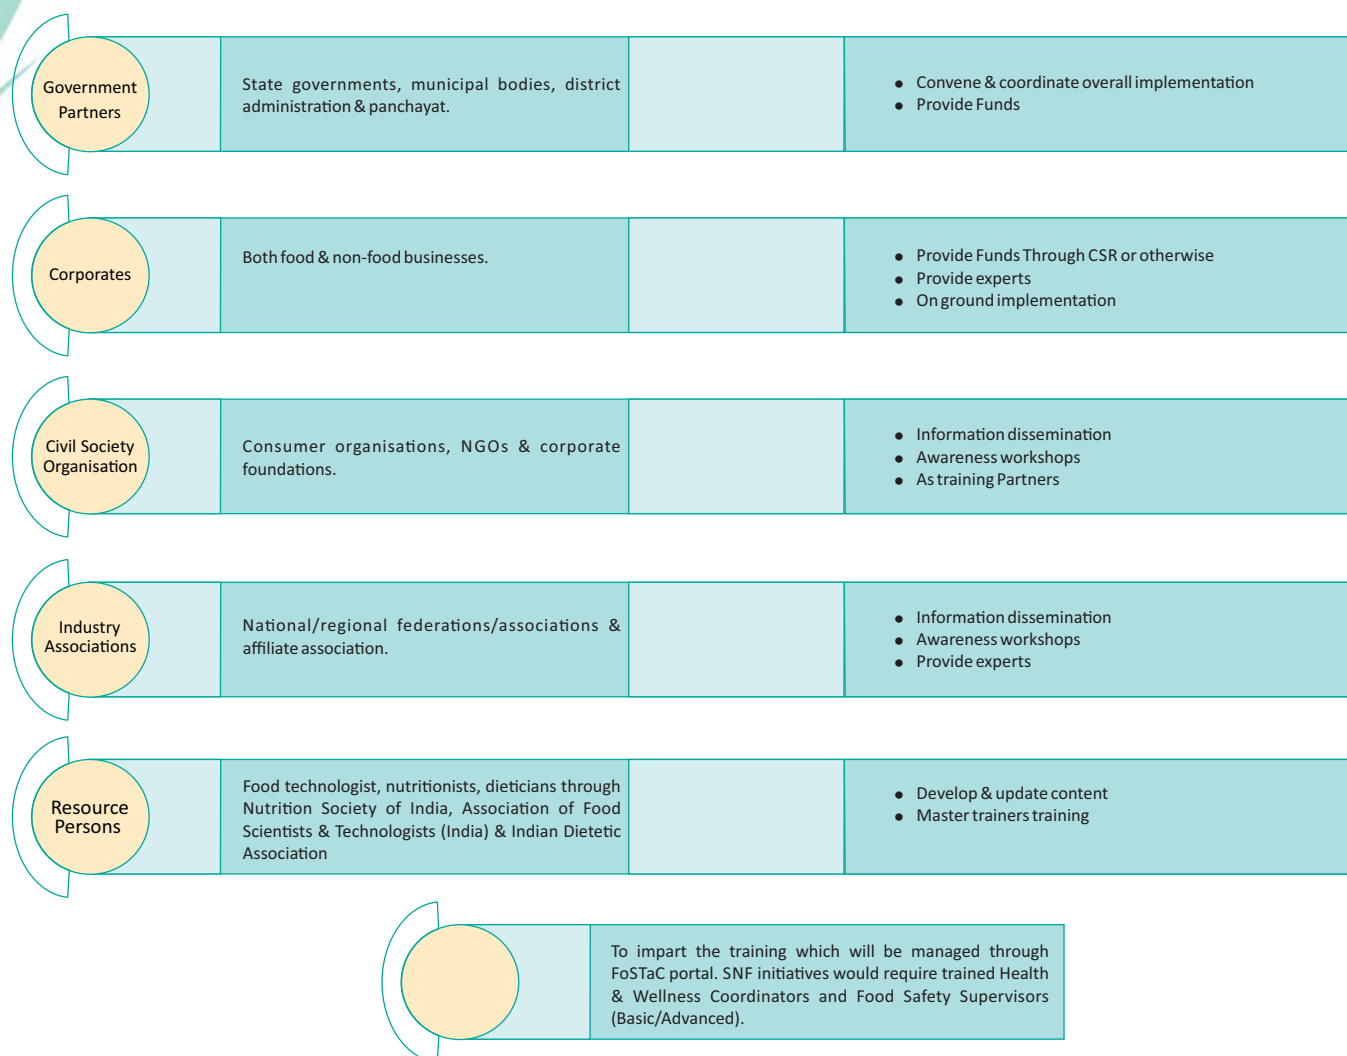 Government
Partners
State governments, municipal bodies, district
administration & panchayat.
● Convene & coordinate overall implementation
● Provide Funds
Corporates
Both food & non-food businesses.
● Provide Funds Through CSR or otherwise
● Provide experts
● On ground implementation
Civil Society
Organisation
Consumer organisations, NGOs & corporate
foundations.
● Information dissemination
● Awareness workshops
● As training Partners
Industry
Associations
National/regional federations/associations &
affiliate association.
● Information dissemination
● Awareness workshops
● Provide experts
Resource
Persons
Food technologist, nutritionists, dieticians through
Nutrition Society of India, Association of Food
Scientists & Technologists (India) & Indian Dietetic
Association
● Develop & update content
● Master trainers training
To impart the training which will be managed through
FoSTaC portal. SNF initiatives would require trained Health
& Wellness Coordinators and Food Safety Supervisors
(Basic/Advanced).